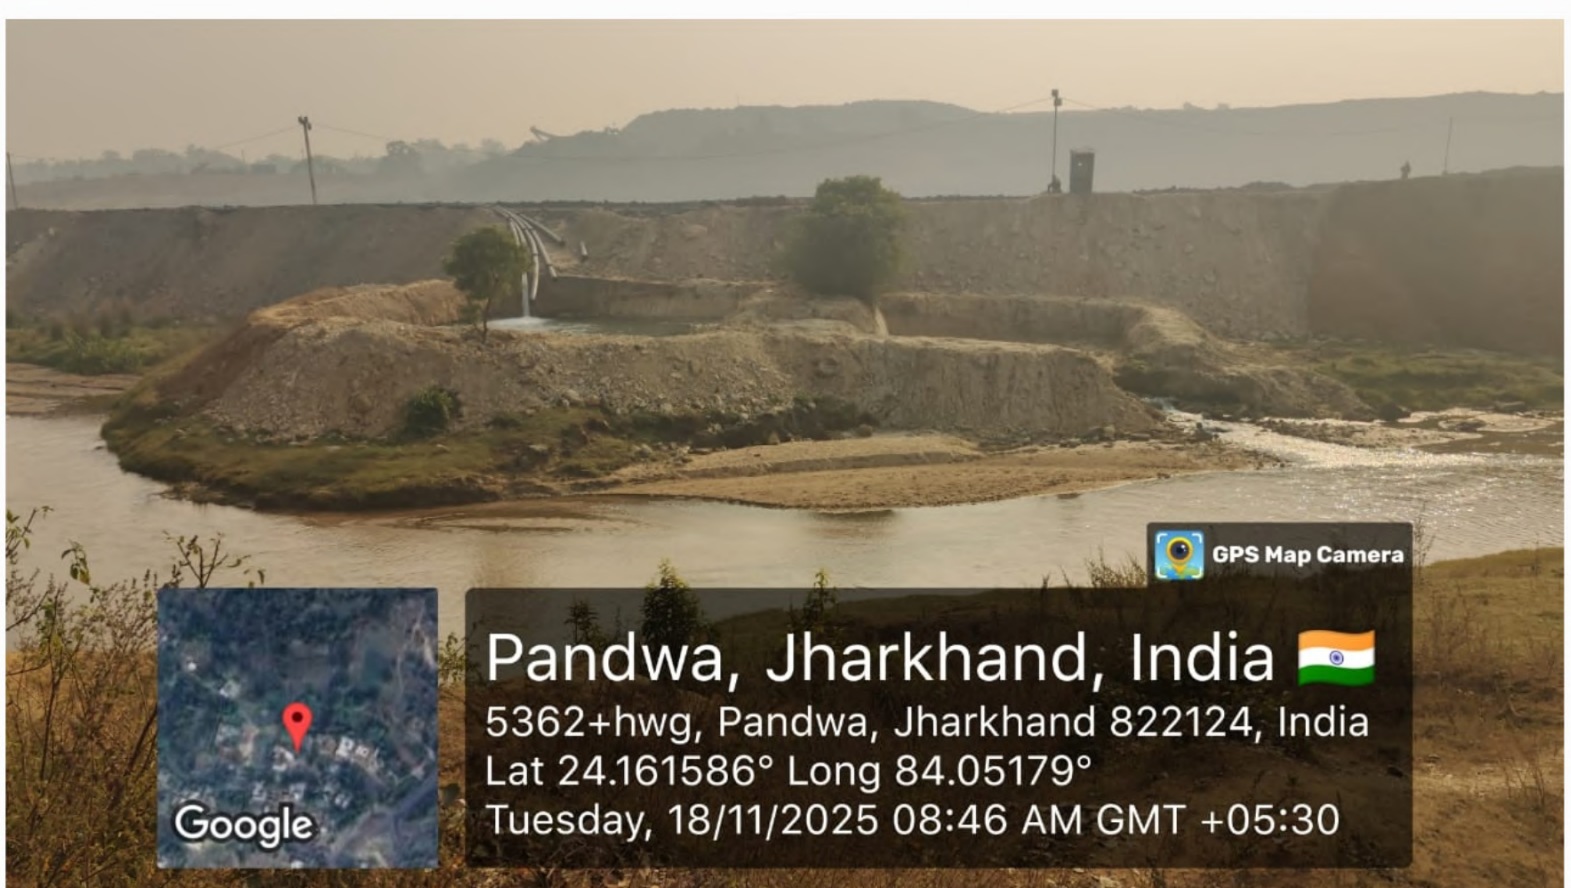 GPS Map Camera
Pandwa, Jharkhand, India
5362+hwg, Pandwa, Jharkhand 822124, India
Lat 24.161586° Long 84.05179°
Tuesday, 18/11/2025 08:46 AM GMT +05:30
Google